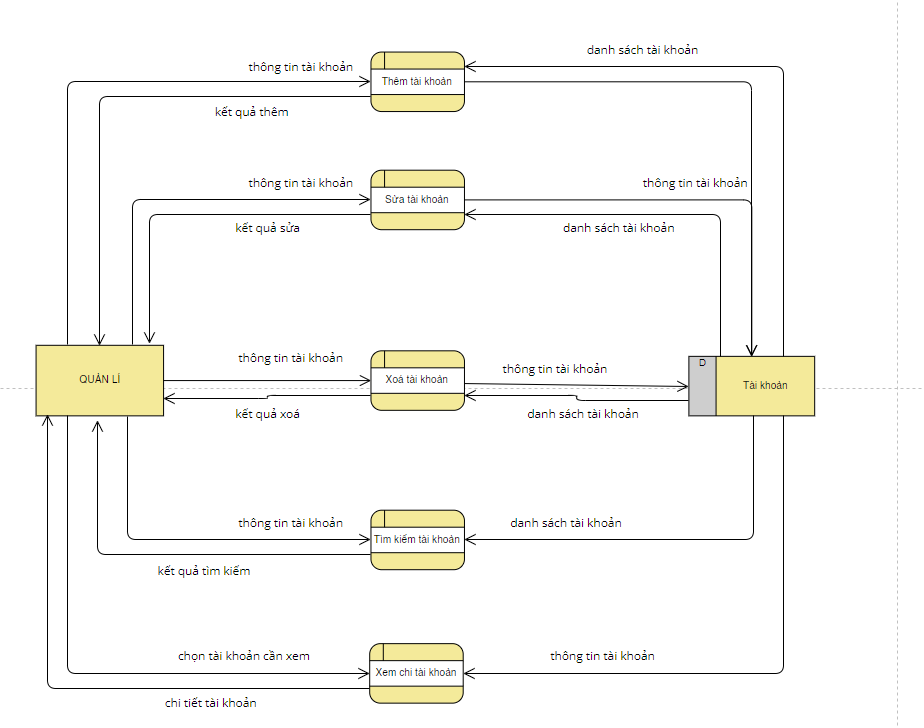 danh sách tài khoản
thông tin tài khoản
Thêm tài khoản
kết quả thêm
thông tin tài khoản
thông tin tài khoản
Sửa tài khoản
kết quả sửa
danh sách tài khoản
QUẢN LÍ
thông tin tài khoản
Xoá tài khoản
thông tin tài khoản
D
Tài khoản
kết quả xoá
danh sách tài khoản
thông tin tài khoản
danh sách tài khoản
Tìm kiếm tài khoản
kết quả tìm kiếm
chọn tài khoản cần xem
thông tin tài khoản
Xem chi tài khoản
chi tiết tài khoản